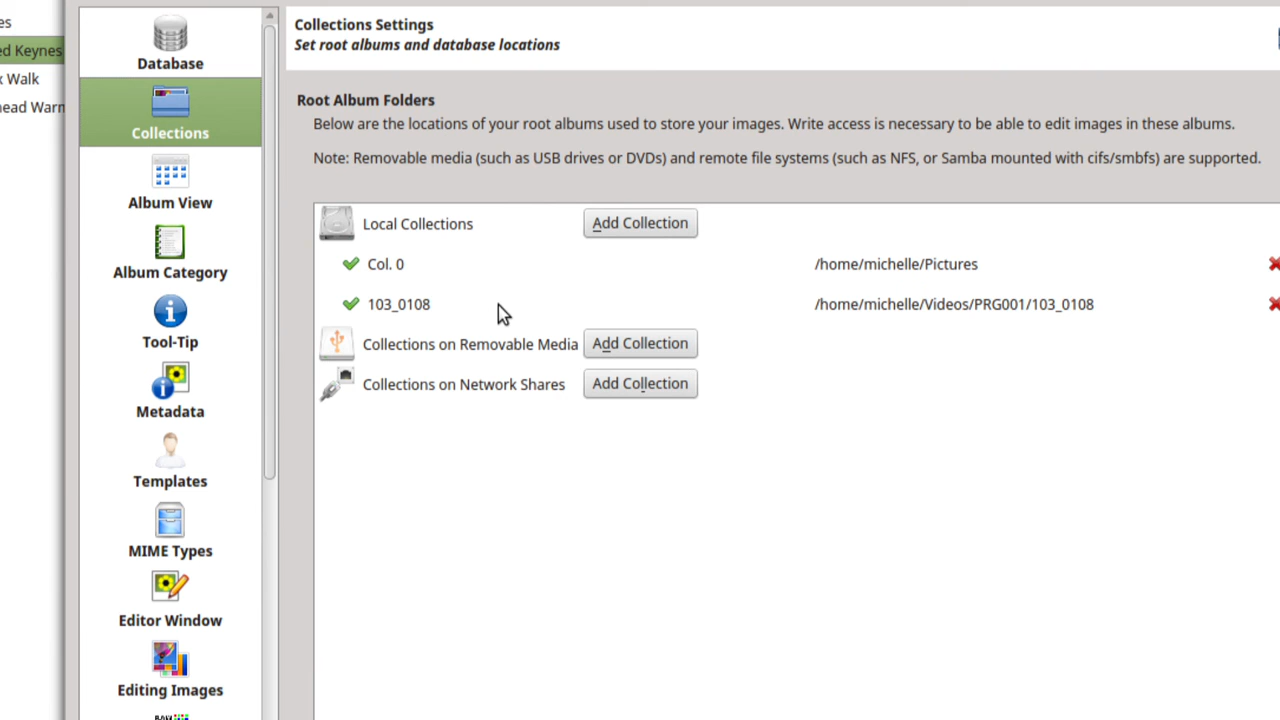 es
ed Keynes
x Walk
head Warn
Database
Collections
Album View
Album Category
Tool-Tip
Metadata
Templates
MIME Types
Editor Window
Editing Images
Collections Settings
Set root albums and database locations
Root Album Folders
Below are the locations of your root albums used to store your images. Write access is necessary to be able to edit images in these albums.
Note: Removable media (such as USB drives or DVDs) and remote file systems (such as NFS, or Samba mounted with cifs/smbfs) are supported.
Local Collections Add Collection
Col. 0 /home/michelle/Pictures
103_0108 /home/michelle/Videos/PRG001/103_0108
Collections on Removable Media Add Collection
Collections on Network Shares Add Collection